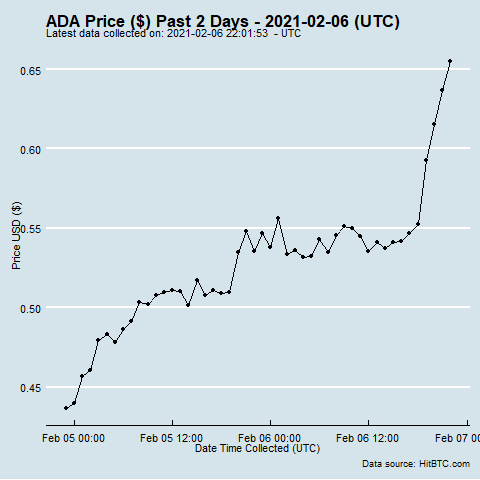 ADA Price ($) Past 2 Days - 2021-02-06 (UTC)
Latest data collected on: 2021-02-06 22:01:53 - UTC
0.65
0.60
0.55
0.50
0.45
Price USD ($)
Feb 05 00:00
Feb 05 12:00
Feb 06 00:00
Feb 06 12:00
Feb 07 0
Date Time Collected (UTC)
Data source: HitBTC.com